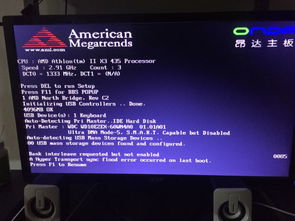 American
Megatrends
www.ami.com
ONDA
昂达主板
CPU : AMD Athlon(tm) II X3 435 Processor
Speed : 2.91 GHz Count : 3
DCT0 = 1333 MHz, DCT1 = (N/A)
Press DEL to run Setup
Press F11 for BBS POPUP
1 AMD North Bridge, Rev C2
Initializing USB Controllers .. Done.
4096MB OK
USB Device(s) : 1 Keyboard
Auto-Detecting Pri Master..IDE Hard Disk
Pri Master : WDC 01.01A01
Ultra DMA Mode-5, S.M.A.R.T. Capable but Disabled
Auto-detecting USB Mass Storage Devices ..
00 USB mass storage devices found and configured.
Bank interleave requested but not enabled
A Hyper Transport sync flood error occurred on last boot.
Press F1 to Resume
0085